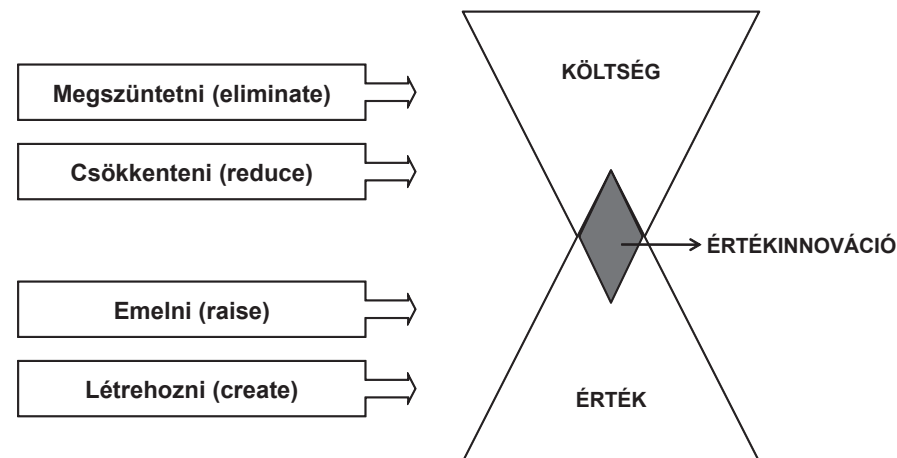 KÖLTSÉG
Megszüntetni (eliminate)
Csökkenteni (reduce)
ÉRTÉKINNOVÁCIÓ
Emelni (raise)
Létrehozni (create)
ÉRTÉK